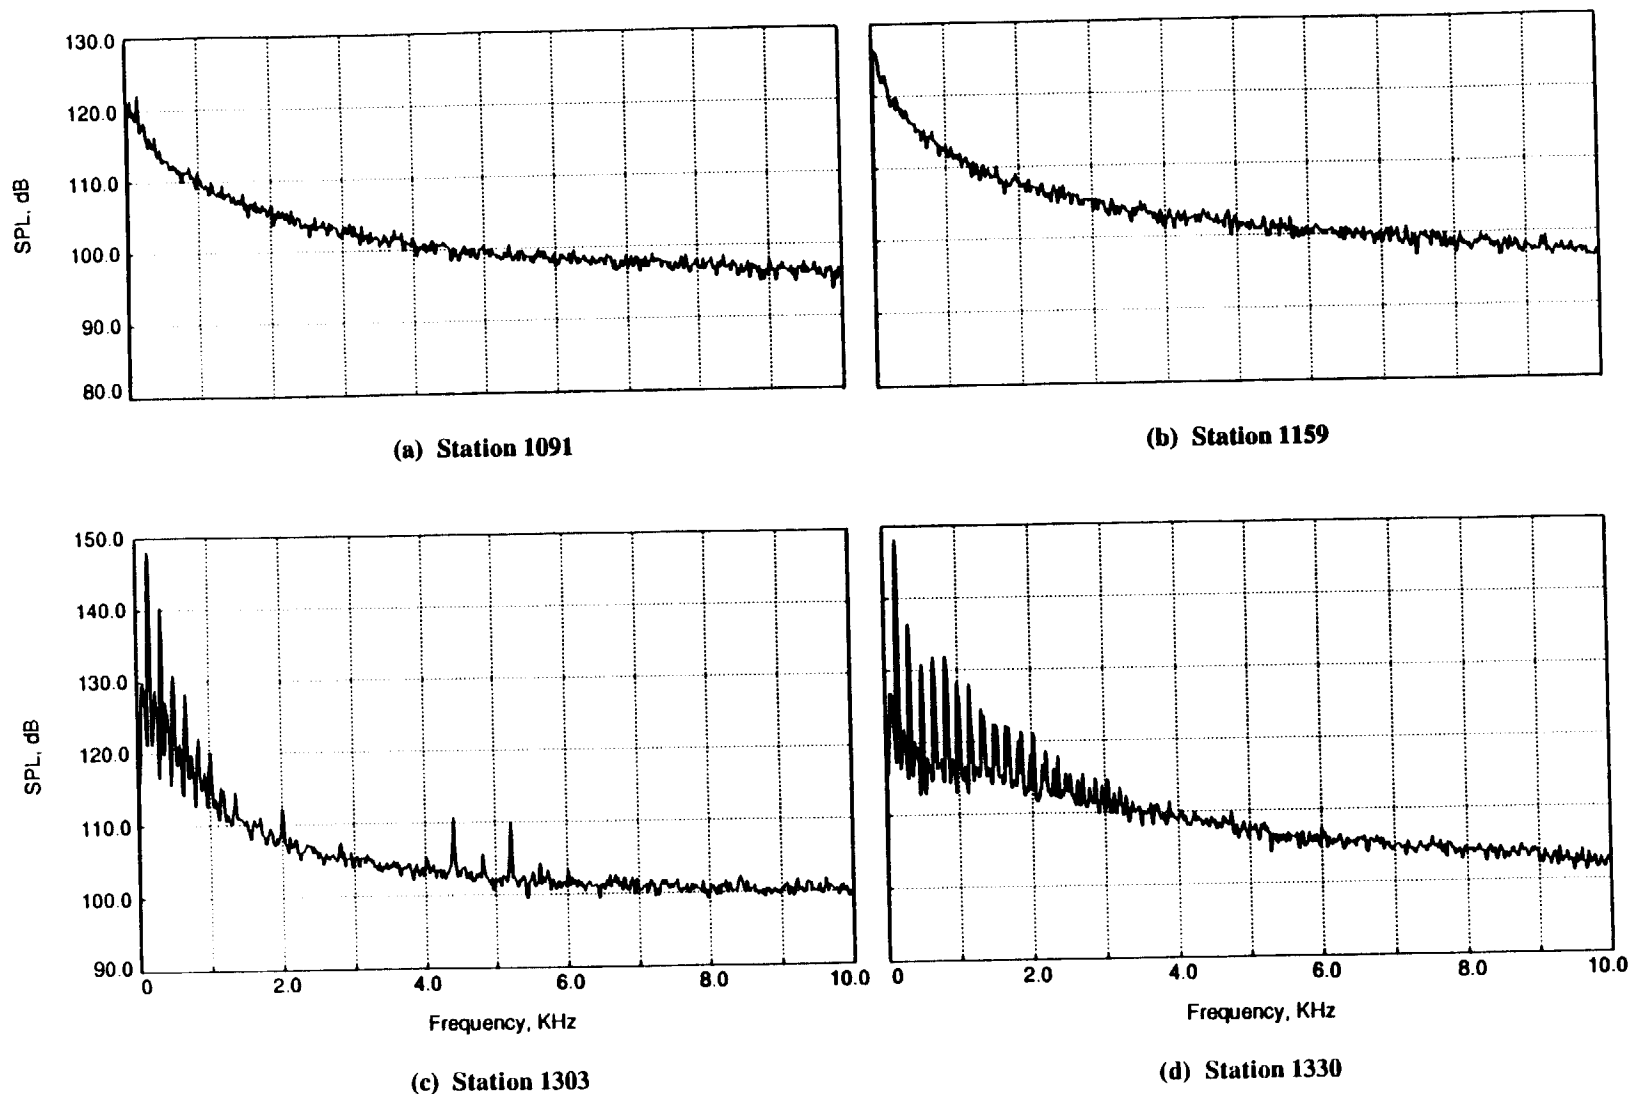 130.0
120.0
110.0
100.0
90.0
80.0
SPL, dB
(a) Station 1091
(b) Station 1159
150.0
140.0
130.0
120.0
110.0
100.0
90.0
SPL, dB
0 2.0 4.0 6.0 8.0 10.0
Frequency, KHz
(c) Station 1303
0 2.0 4.0 6.0 8.0 10.0
Frequency, KHz
(d) Station 1330